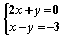 2x + y = 0
x − y = −3